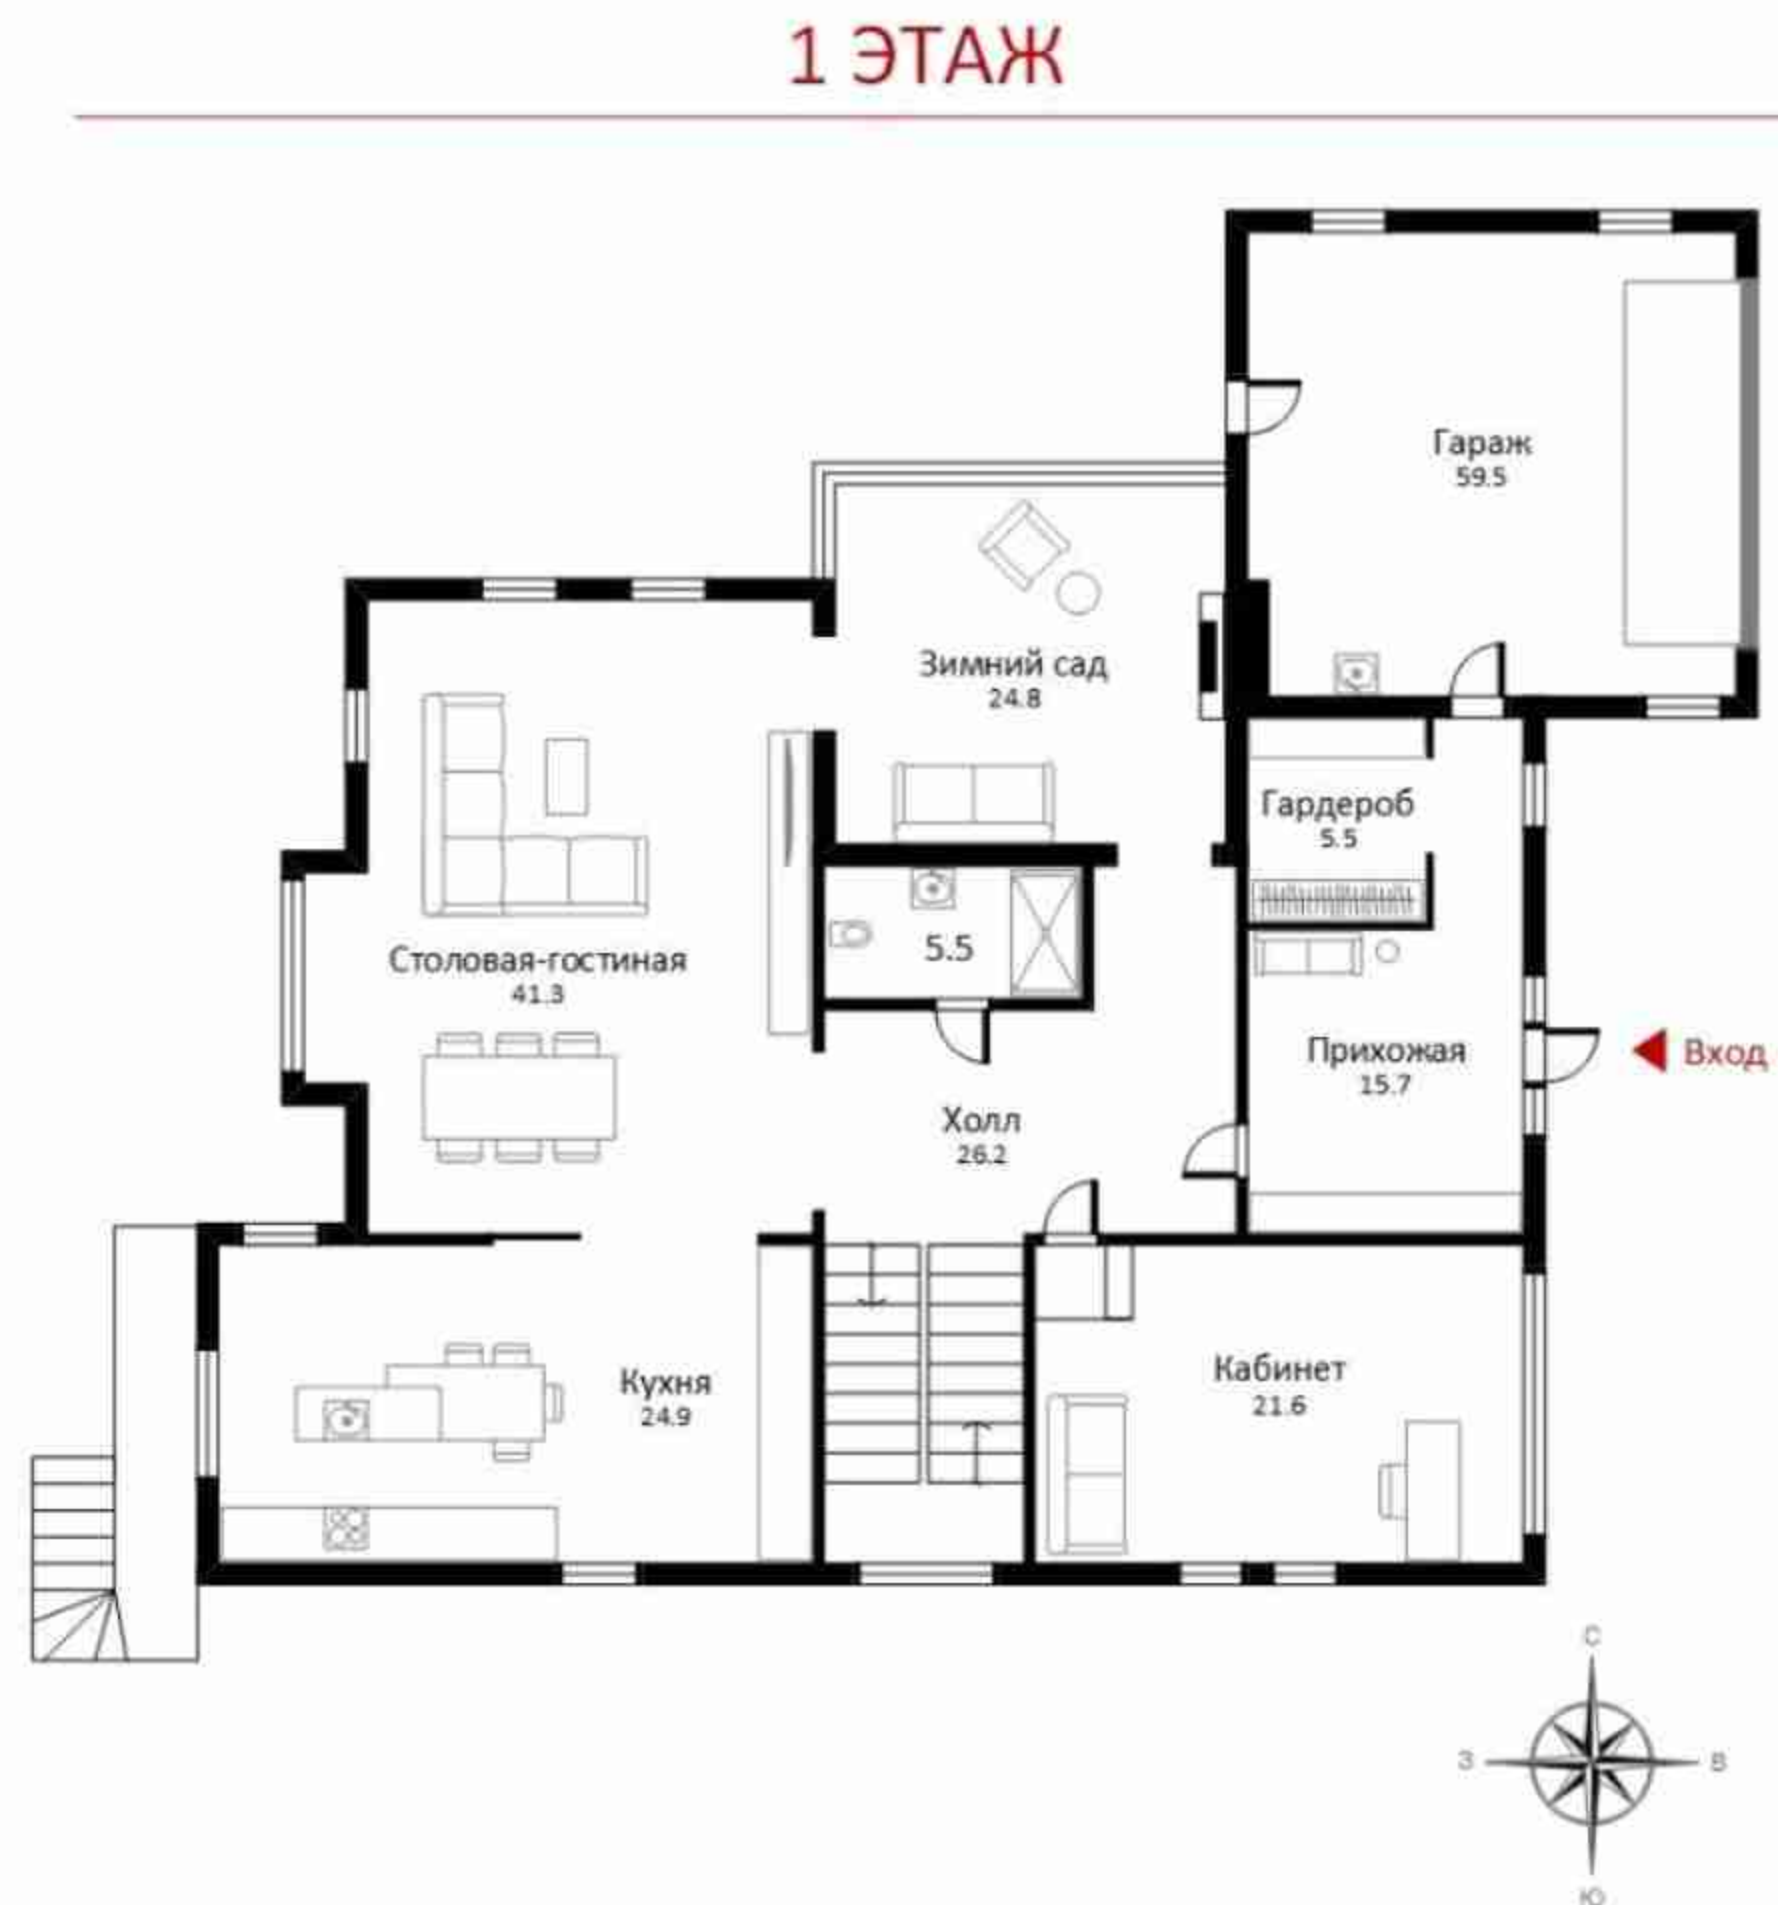 1 ЭТАЖ
Гараж
59.5
Зимний сад
24.8
Гардероб
5.5
Столовая-гостиная
41.3
5.5
Прихожая
15.7
Вход
Холл
26.2
Кухня
24.9
Кабинет
21.6
С
З
В
Ю